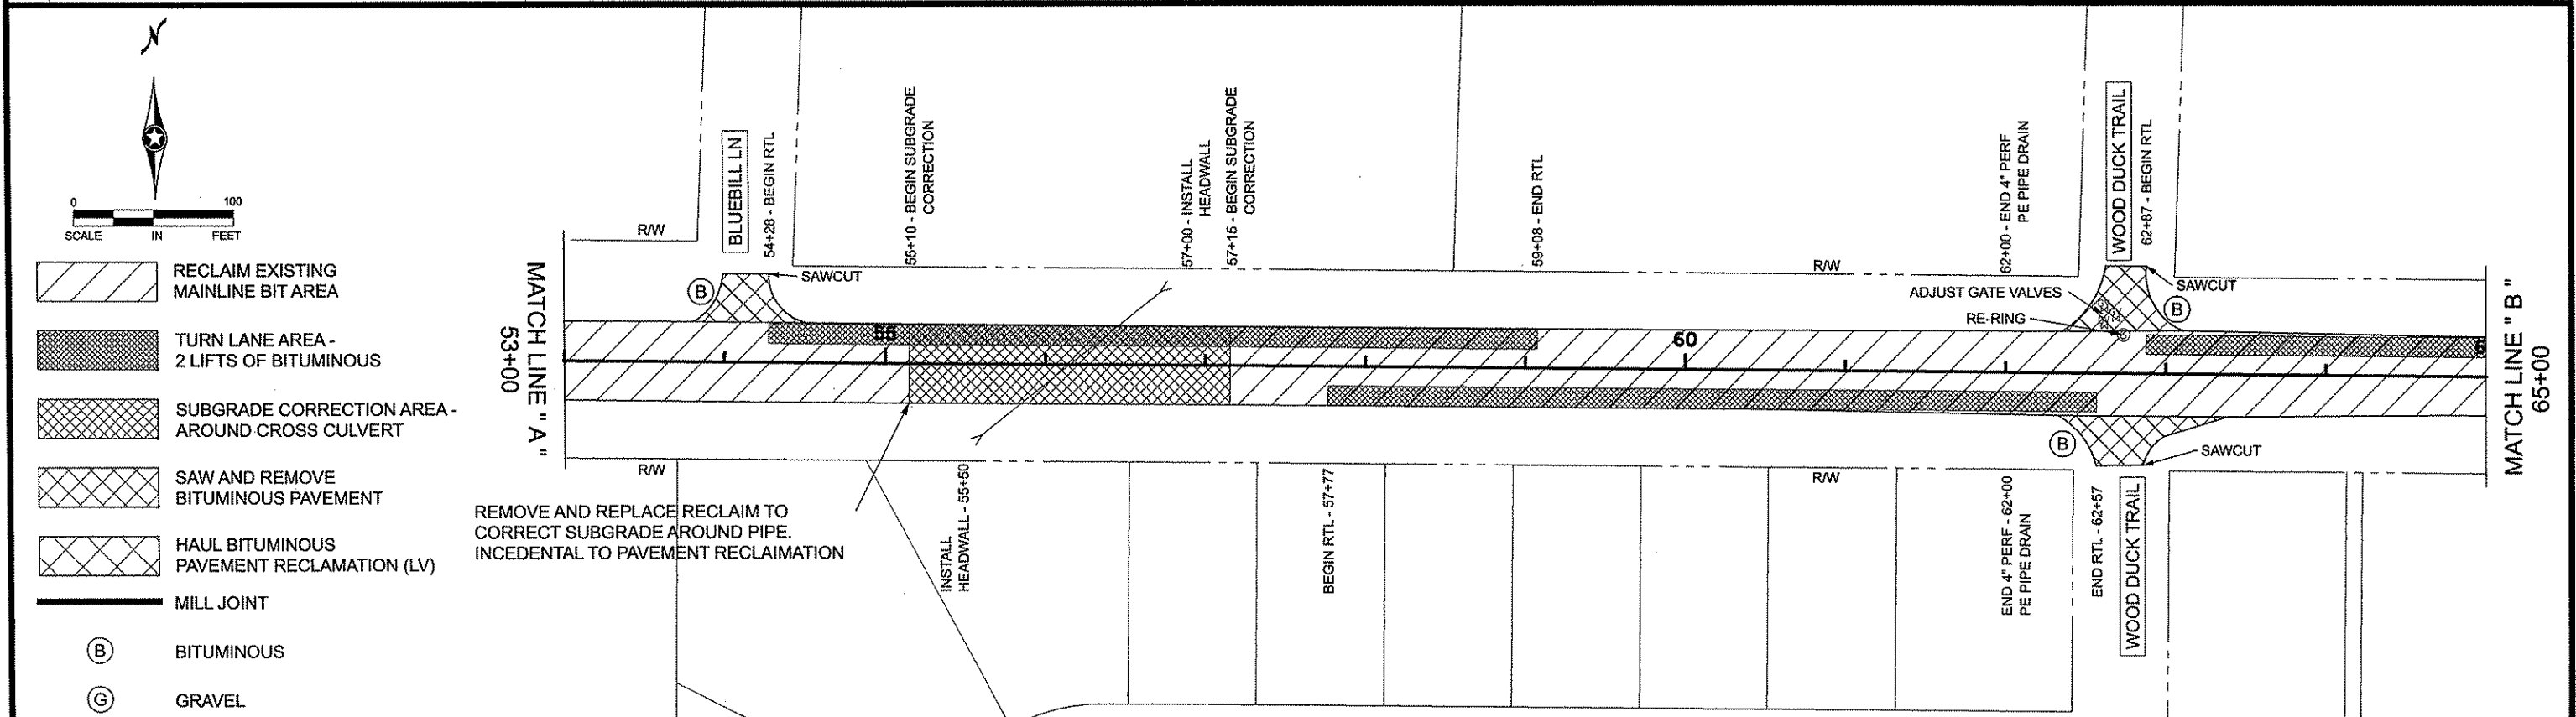 N
0 100
SCALE IN FEET
RECLAIM EXISTING
MAINLINE BIT AREA
TURN LANE AREA -
2 LIFTS OF BITUMINOUS
SUBGRADE CORRECTION AREA -
AROUND CROSS CULVERT
SAW AND REMOVE
BITUMINOUS PAVEMENT
HAUL BITUMINOUS
PAVEMENT RECLAMATION (LV)
MILL JOINT
B
BITUMINOUS
G
GRAVEL
MATCH LINE " A "
53+00
R/W
BLUEBILL LN
54+28 - BEGIN RTL
SAWCUT
B
55+10 - BEGIN SUBGRADE
CORRECTION
57+00 - INSTALL
HEADWALL
57+15 - BEGIN SUBGRADE
CORRECTION
59+08 - END RTL
R/W
62+00 - END 4" PERF
PE PIPE DRAIN
WOOD DUCK TRAIL
62+87 - BEGIN RTL
ADJUST GATE VALVES
RE-RING
SAWCUT
B
55
60
6
MATCH LINE " B "
65+00
R/W
REMOVE AND REPLACE RECLAIM TO
CORRECT SUBGRADE AROUND PIPE.
INCEDENTAL TO PAVEMENT RECLAIMATION
INSTALL
HEADWALL - 55+50
BEGIN RTL - 57+77
R/W
B
SAWCUT
END 4" PERF - 62+00
PE PIPE DRAIN
END RTL - 62+57
WOOD DUCK TRAIL